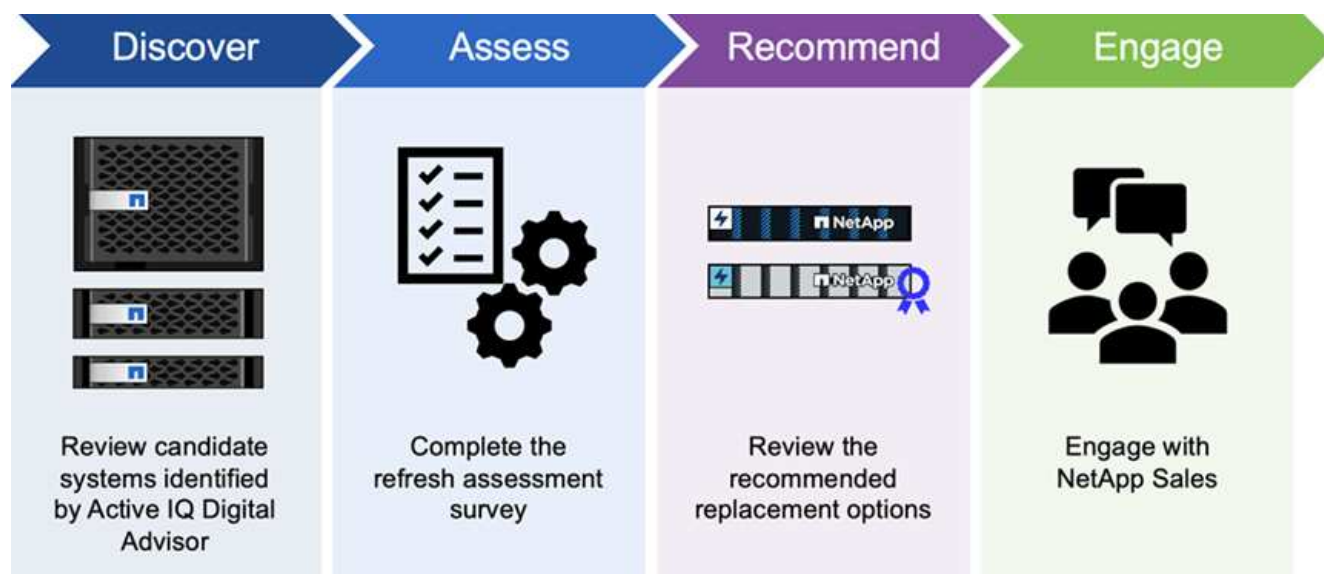 Discover
Assess
Recommend
Engage
NetApp
NetApp
Review candidate
systems identified
by Active IQ Digital
Advisor
Complete the
refresh assessment
survey
Review the
recommended
replacement options
Engage with
NetApp Sales